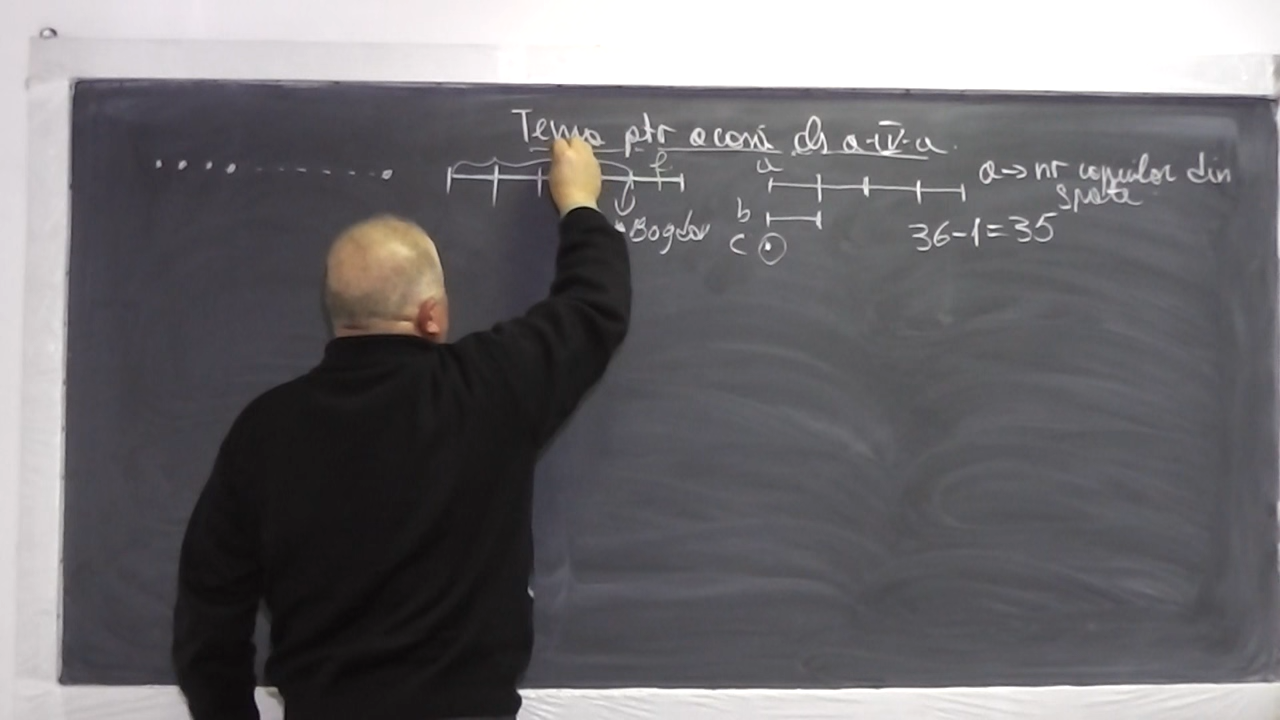 Tema ptr acasă cls a-IV-a.
f
a
a → nr copiilor din
spate
b
Bogdan
36-1=35
c